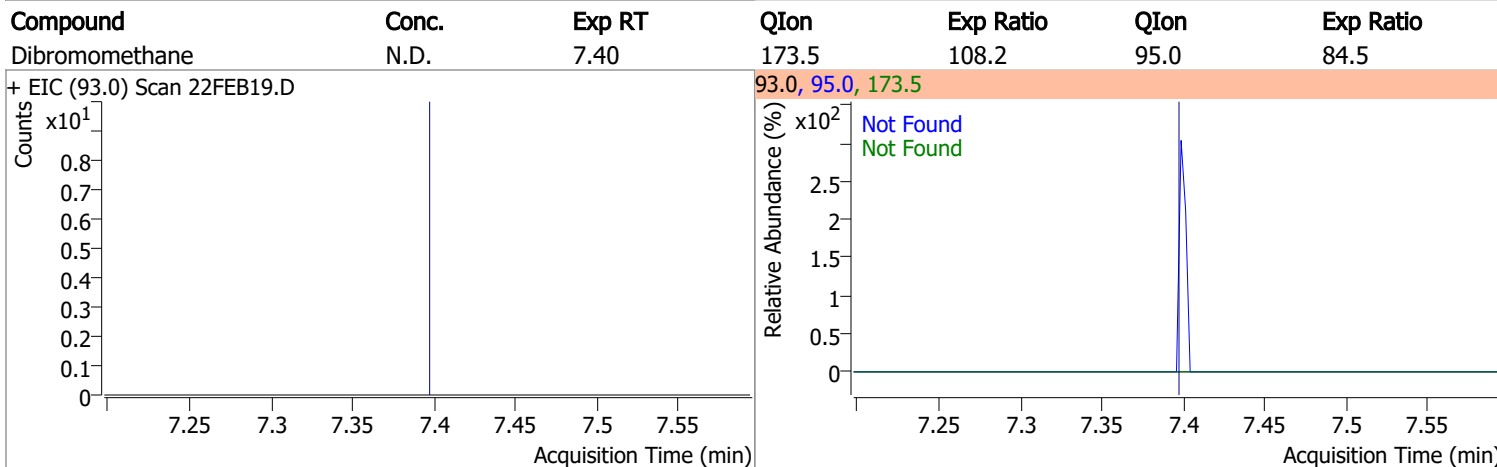 Compound Conc. Exp RT QIon Exp Ratio QIon Exp Ratio
Dibromomethane N.D. 7.40 173.5 108.2 95.0 84.5
+ EIC (93.0) Scan 22FEB19.D
Counts
x10^1
0.8
0.7
0.6
0.5
0.4
0.3
0.2
0.1
0
7.25 7.3 7.35 7.4 7.45 7.5 7.55
Acquisition Time (min)
93.0, 95.0, 173.5
Relative Abundance (%)
x10^2
Not Found
Not Found
2.5
2
1.5
1
0.5
0
7.25 7.3 7.35 7.4 7.45 7.5 7.55
Acquisition Time (min)